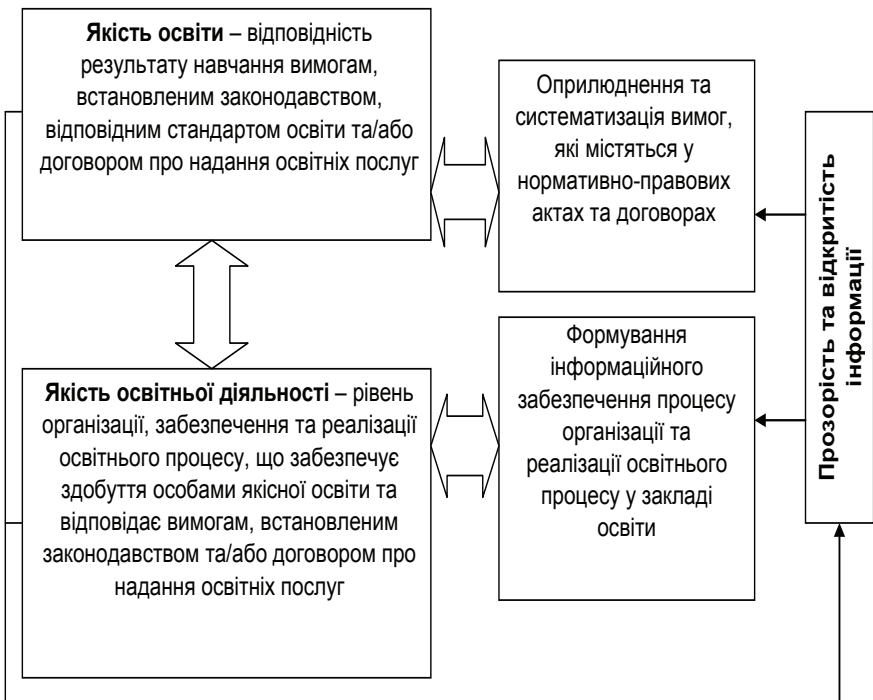 Якість освіти – відповідність
результату навчання вимогам,
встановленим законодавством,
відповідним стандартом освіти та/або
договором про надання освітніх послуг
Оприлюднення та
систематизація вимог,
які містяться у
нормативно-правових
актах та договорах
Якість освітньої діяльності – рівень
організації, забезпечення та реалізації
освітнього процесу, що забезпечує
здобуття особами якісної освіти та
відповідає вимогам, встановленим
законодавством та/або договором про
надання освітніх послуг
Формування
інформаційного
забезпечення процесу
організації та
реалізації освітнього
процесу у закладі
освіти
Прозорість та відкритість
інформації